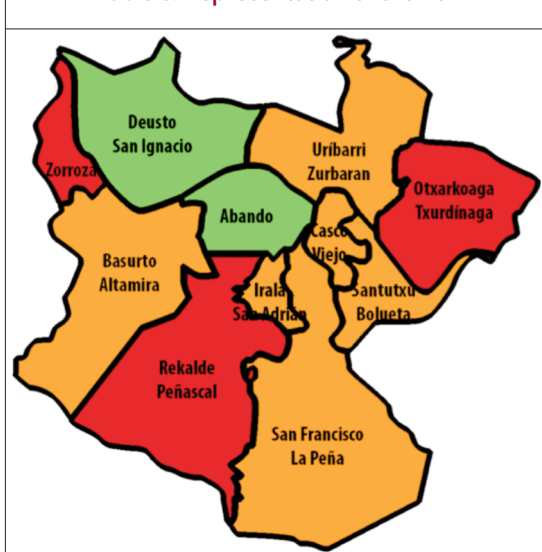 Deusto
San Ignacio
Uríbarri
Zurbaran
Zorroza
Otxarkoaga
Txurdínaga
Abando
Casco
Viejo
Basurto
Altamira
Irala
San Adrián
Santutxu
Bolueta
Rekalde
Peñascal
San Francisco
La Peña